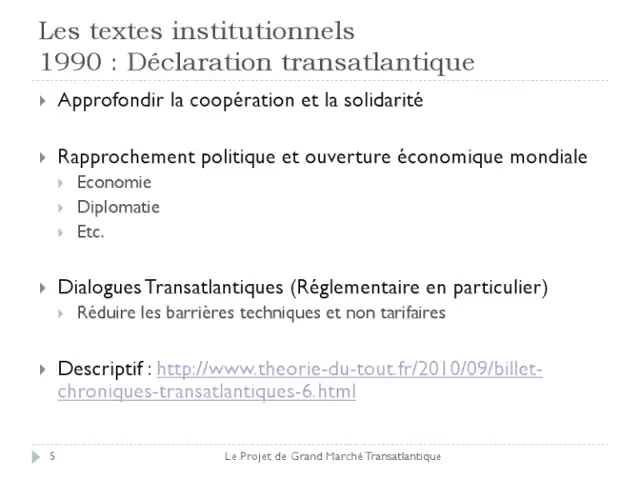 Les textes institutionnels
1990 : Déclaration transatlantique
Approfondir la coopération et la solidarité
Rapprochement politique et ouverture économique mondiale
Economie
Diplomatie
Etc.
Dialogues Transatlantiques (Réglementaire en particulier)
Réduire les barrières techniques et non tarifaires
Descriptif : http://www.theorie-du-tout.fr/2010/09/billet-
chroniques-transatlantiques-6.html
5 Le Projet de Grand Marché Transatlantique